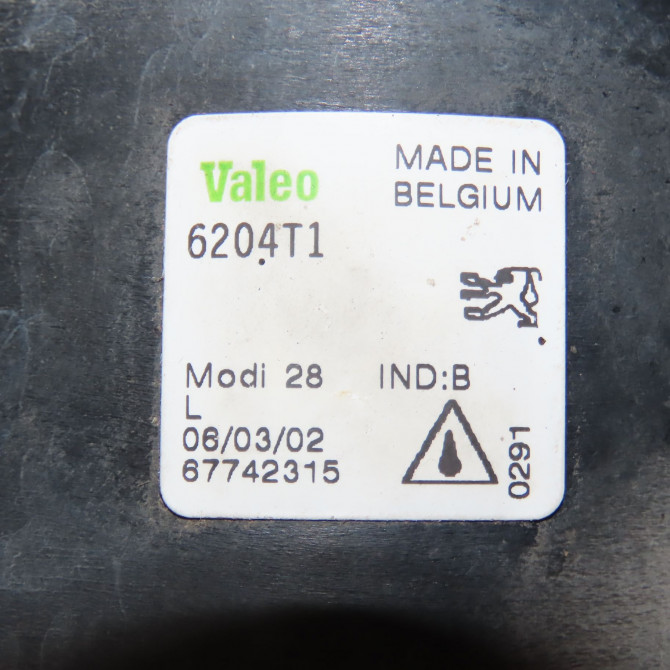 Valeo
MADE IN
BELGIUM
6204T1
Modi 28 IND:B
L
06/03/02
67742315
0291